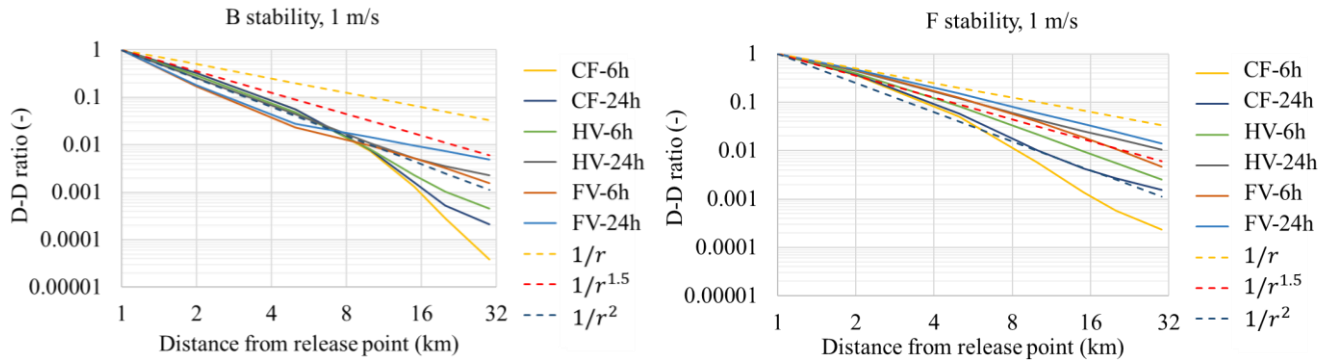 B stability, 1 m/s
D-D ratio (-)
1
0.1
0.01
0.001
0.0001
0.00001
1
2
4
8
16
32
Distance from release point (km)
CF-6h
CF-24h
HV-6h
HV-24h
FV-6h
FV-24h
1/r
1/r^1.5
1/r^2
F stability, 1 m/s
D-D ratio (-)
1
0.1
0.01
0.001
0.0001
0.00001
1
2
4
8
16
32
Distance from release point (km)
CF-6h
CF-24h
HV-6h
HV-24h
FV-6h
FV-24h
1/r
1/r^1.5
1/r^2